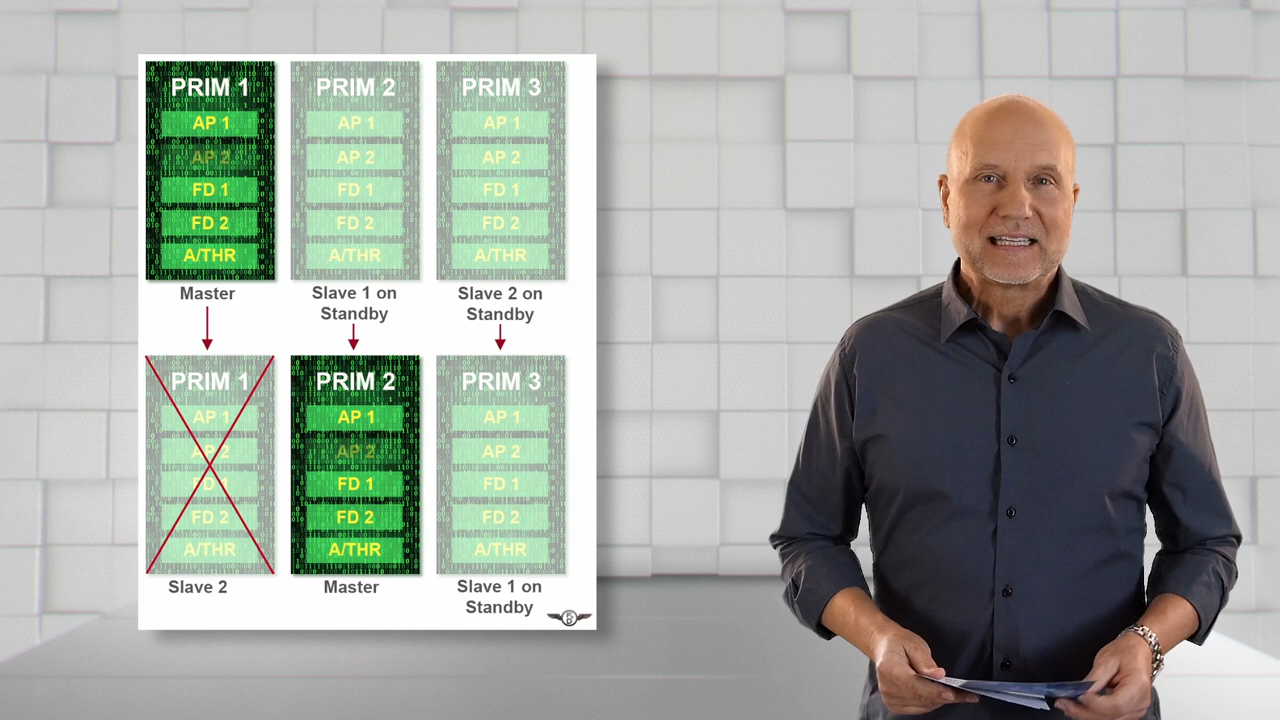 PRIM 1
AP 1
AP 2
FD 1
FD 2
A/THR
Master
PRIM 2
AP 1
AP 2
FD 1
FD 2
A/THR
Slave 1 on
Standby
PRIM 3
AP 1
AP 2
FD 1
FD 2
A/THR
Slave 2 on
Standby
PRIM 1
AP 1
AP 2
FD 1
FD 2
A/THR
Slave 2
PRIM 2
AP 1
AP 2
FD 1
FD 2
A/THR
Master
PRIM 3
AP 1
AP 2
FD 1
FD 2
A/THR
Slave 1 on
Standby